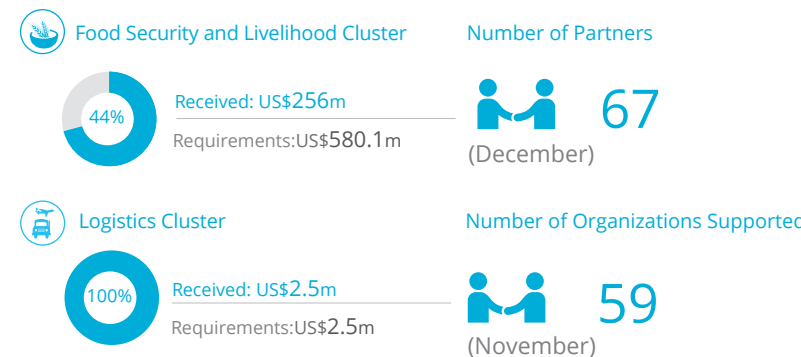 Food Security and Livelihood Cluster
Number of Partners
44%
Received: US$256m
Requirements:US$580.1m
67
(December)
Logistics Cluster
Number of Organizations Supported
100%
Received: US$2.5m
Requirements:US$2.5m
59
(November)